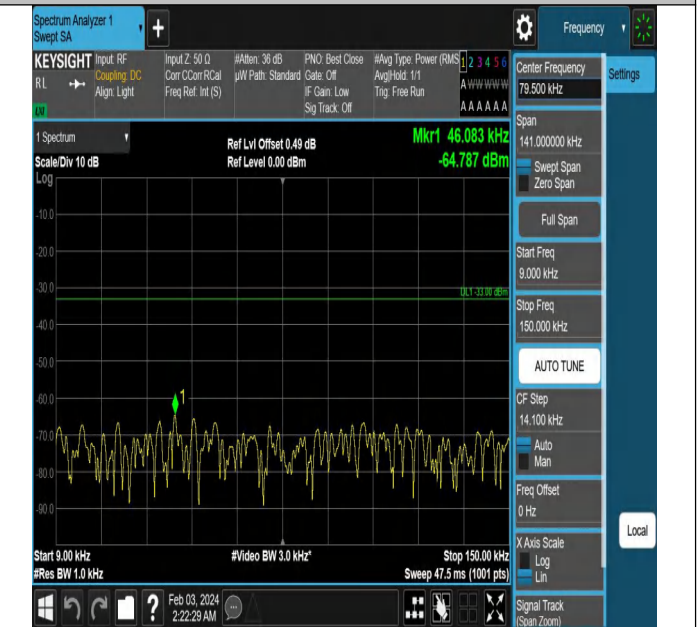 Spectrum Analyzer 1
Swept SA
+
Frequency
KEYSIGHT
RL
Input: RF
Coupling: DC
Align: Light
Input Z: 50 Ω
Corr CCorr RCal
Freq Ref: Int (S)
#Atten: 36 dB
µW Path: Standard
PNO: Best Close
Gate: Off
IF Gain: Low
Sig Track: Off
#Avg Type: Power (RMS
Avg|Hold: 1/1
Trig: Free Run
1 2 3 4 5 6
A W W W W W
A A A A A A
1 Spectrum
Scale/Div 10 dB
Log
Ref Lvl Offset 0.49 dB
Ref Level 0.00 dBm
Mkr1 46.083 kHz
-64.787 dBm
-10.0
-20.0
-30.0
DL1 -33.00 dBm
-40.0
-50.0
-60.0
1
-70.0
-80.0
-90.0
Start 9.00 kHz
#Res BW 1.0 kHz
#Video BW 3.0 kHz*
Stop 150.00 kHz
Sweep 47.5 ms (1001 pts)
?
Feb 03, 2024
2:22:29 AM
Center Frequency
79.500 kHz
Settings
Span
141.000000 kHz
Swept Span
Zero Span
Full Span
Start Freq
9.000 kHz
Stop Freq
150.000 kHz
AUTO TUNE
CF Step
14.100 kHz
Auto
Man
Freq Offset
0 Hz
X Axis Scale
Log
Lin
Local
Signal Track
(Span Zoom)